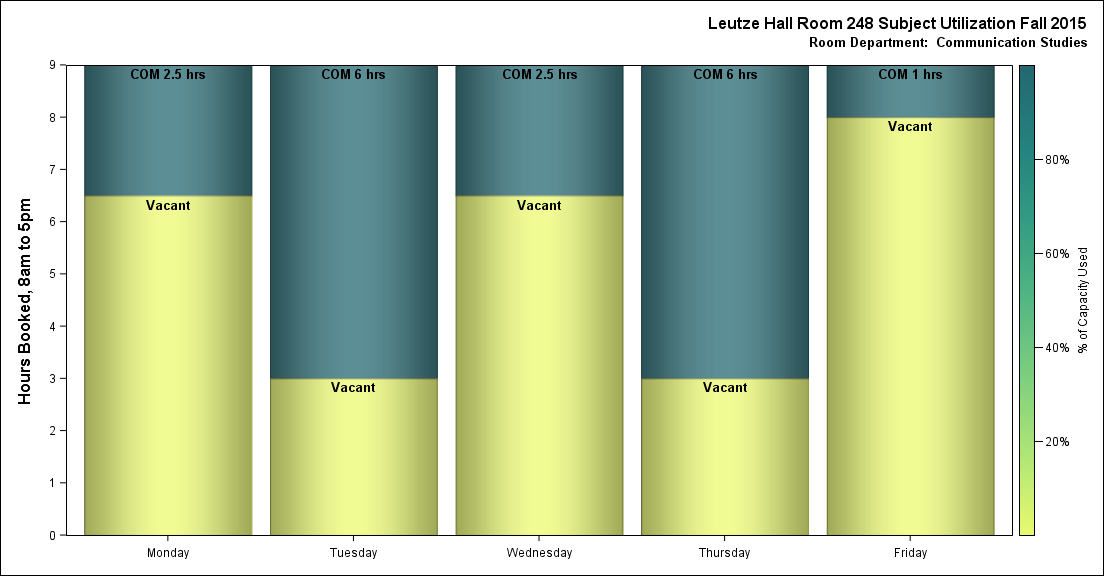 Leutze Hall Room 248 Subject Utilization Fall 2015
Room Department:  Communication Studies
Hours Booked, 8am to 5pm
9
8
7
6
5
4
3
2
1
0
COM 2.5 hrs
Vacant
COM 6 hrs
Vacant
COM 2.5 hrs
Vacant
COM 6 hrs
Vacant
COM 1 hrs
Vacant
Monday
Tuesday
Wednesday
Thursday
Friday
80%
60%
40%
20%
% of Capacity Used